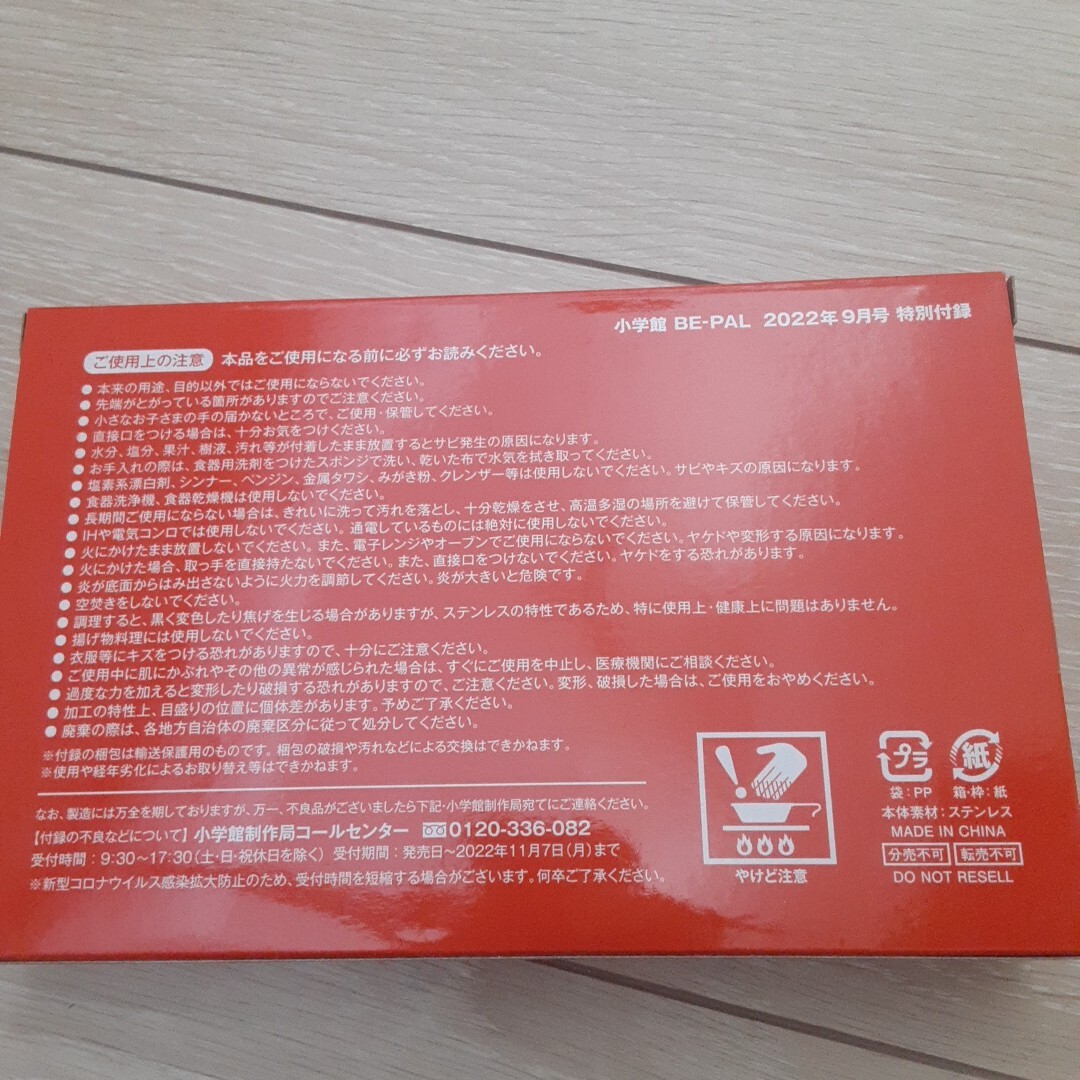 小学館 BE-PAL 2022年9月号 特別付録
ご使用上の注意 本品をご使用になる前に必ずお読みください。
● 本来の用途、目的以外ではご使用にならないでください。
● 先端がとがっている箇所がありますのでご注意ください。
● 小さなお子さまの手の届かないところで、ご使用・保管してください。
● 直接口をつける場合は、十分お気をつけください。
● 水分、塩分、果汁、樹液、汚れ等が付着したまま放置するとサビ発生の原因になります。
● お手入れの際は、食器用洗剤をつけたスポンジで洗い、乾いた布で水気を拭き取ってください。
● 塩素系漂白剤、シンナー、ベンジン、金属タワシ、みがき粉、クレンザー等は使用しないでください。サビやキズの原因になります。
● 食器洗浄機、食器乾燥機は使用しないでください。
● 長期間ご使用にならない場合は、きれいに洗って汚れを落とし、十分乾燥をさせ、高温多湿の場所を避けて保管してください。
● IHや電気コンロでは使用しないでください。通電しているものには絶対に使用しないでください。
● 火にかけたまま放置しないでください。また、電子レンジやオーブンでご使用にならないでください。ヤケドや変形する原因になります。
● 火にかけた場合、取っ手を直接持たないでください。また、直接口をつけないでください。ヤケドをする恐れがあります。
● 炎が底面からはみ出さないように火力を調節してください。炎が大きいと危険です。
● 空焚きをしないでください。
● 調理すると、黒く変色したり焦げを生じる場合がありますが、ステンレスの特性であるため、特に使用上・健康上に問題はありません。
● 揚げ物料理には使用しないでください。
● 衣服等にキズをつける恐れがありますので、十分にご注意ください。
● ご使用中に肌にかぶれやその他の異常が感じられた場合は、すぐにご使用を中止し、医療機関にご相談ください。
● 過度な力を加えると変形したり破損する恐れがありますので、ご注意ください。変形、破損した場合は、ご使用をおやめください。
● 加工の特性上、目盛りの位置に個体差があります。予めご了承ください。
● 廃棄の際は、各地方自治体の廃棄区分に従って処分してください。
※付録の梱包は輸送保護用のものです。梱包の破損や汚れなどによる交換はできかねます。
※使用や経年劣化によるお取り替え等はできかねます。
なお、製造には万全を期しておりますが、万一、不良品がございましたら下記・小学館制作局宛てにご連絡ください。
【付録の不良などについて】小学館制作局コールセンター 0120-336-082
受付時間：9:30〜17:30(土・日・祝休日を除く) 受付期間：発売日〜2022年11月7日(月)まで
※新型コロナウイルス感染拡大防止のため、受付時間を短縮する場合がございます。何卒ご了承ください。
やけど注意
プラ 紙
袋：PP 箱・枠：紙
本体素材：ステンレス
MADE IN CHINA
分売不可 転売不可
DO NOT RESELL